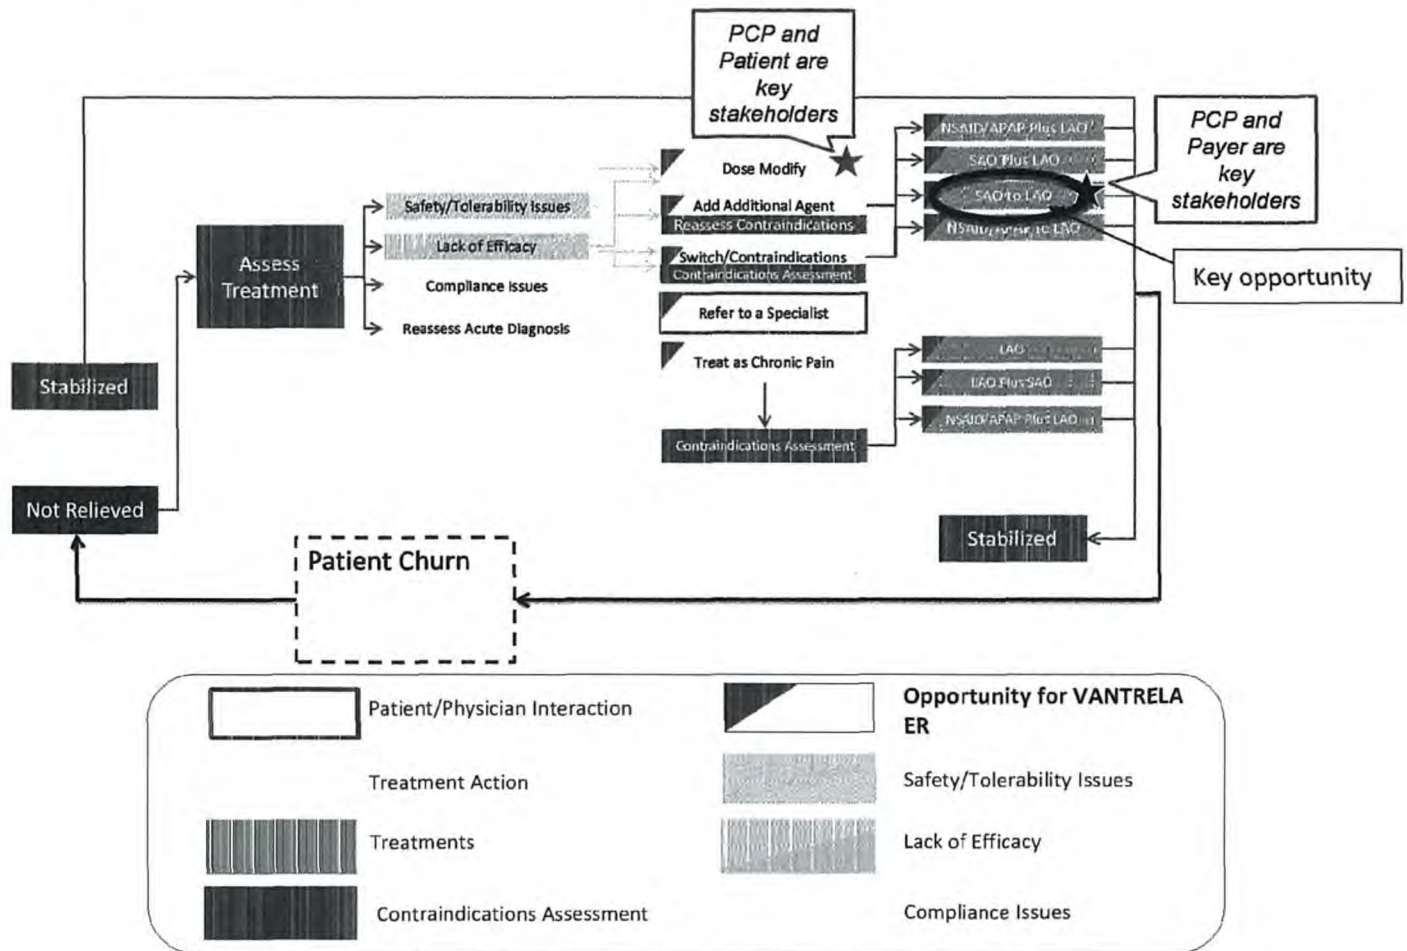 PCP and
Patient are
key
stakeholders
PCP and
Payer are
key
stakeholders
NSAID/APAP Plus LAO
SAO Plus LAO
SAO to LAO
NSAID/APAP to LAO
Key opportunity
Dose Modify
Add Additional Agent
Reassess Contraindications
Switch/Contraindications
Contraindications Assessment
Refer to a Specialist
Treat as Chronic Pain
Contraindications Assessment
LAO
LAO Plus SAO
NSAID/APAP Plus LAO
Safety/Tolerability Issues
Lack of Efficacy
Compliance Issues
Reassess Acute Diagnosis
Assess
Treatment
Stabilized
Not Relieved
Stabilized
Patient Churn
Patient/Physician Interaction
Treatment Action
Treatments
Contraindications Assessment
Opportunity for VANTRELA
ER
Safety/Tolerability Issues
Lack of Efficacy
Compliance Issues